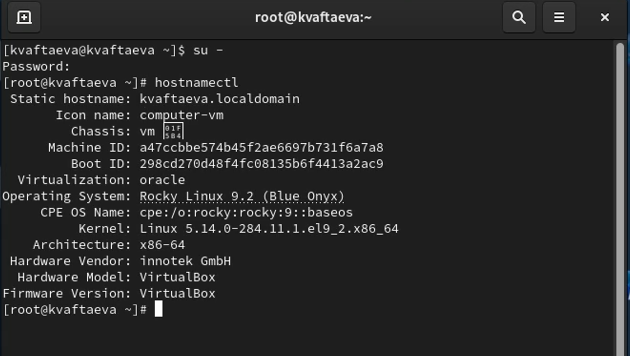 root@kvaftaeva:~
[kvaftaeva@kvaftaeva ~]$ su -
Password:
[root@kvaftaeva ~]# hostnamectl
Static hostname: kvaftaeva.localdomain
Icon name: computer-vm
Chassis: vm 🖴
Machine ID: a47ccbbe574b45f2ae6697b731f6a7a8
Boot ID: 298cd270d48f4fc08135b6f4413a2ac9
Virtualization: oracle
Operating System: Rocky Linux 9.2 (Blue Onyx)
CPE OS Name: cpe:/o:rocky:rocky:9::baseos
Kernel: Linux 5.14.0-284.11.1.el9_2.x86_64
Architecture: x86-64
Hardware Vendor: innotek GmbH
Hardware Model: VirtualBox
Firmware Version: VirtualBox
[root@kvaftaeva ~]#